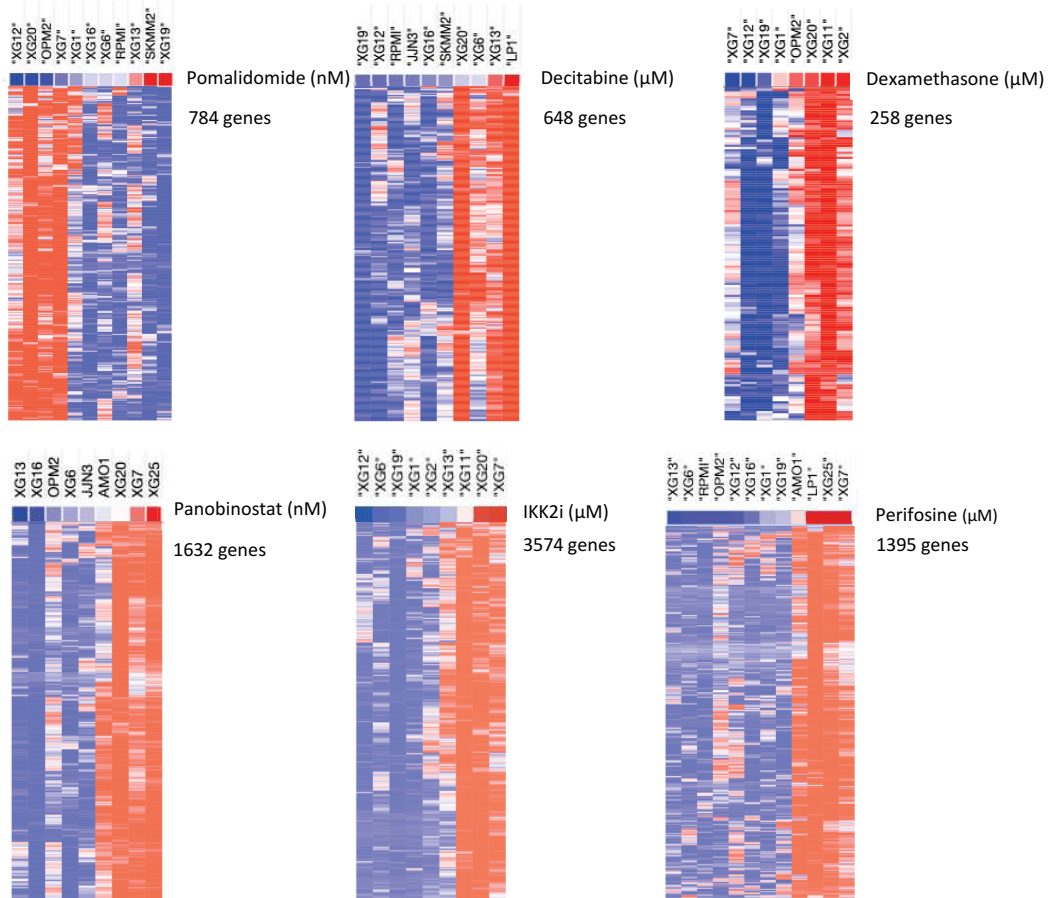 "XG12" "XG20" "OPM2" "XG7" "XG1" "XG16" "XG6" "RPMI" "XG13" "SKMM2" "XG19"
Pomalidomide (nM)
784 genes
"XG19" "XG12" "RPMI" "JJN3" "XG16" "SKMM2" "XG20" "XG6" "XG13" "LP1"
Decitabine (µM)
648 genes
"XG7" "XG12" "XG19" "XG1" "OPM2" "XG20" "XG11" "XG2"
Dexamethasone (µM)
258 genes
XG13 XG16 OPM2 XG6 JJN3 AMO1 XG20 XG7 XG25
Panobinostat (nM)
1632 genes
"XG12" "XG6" "XG19" "XG1" "XG2" "XG13" "XG11" "XG20" "XG7"
IKK2i (µM)
3574 genes
"XG13" "XG6" "RPMI" "OPM2" "XG12" "XG16" "XG1" "XG19" "AMO1" "LP1" "XG25" "XG7"
Perifosine (µM)
1395 genes